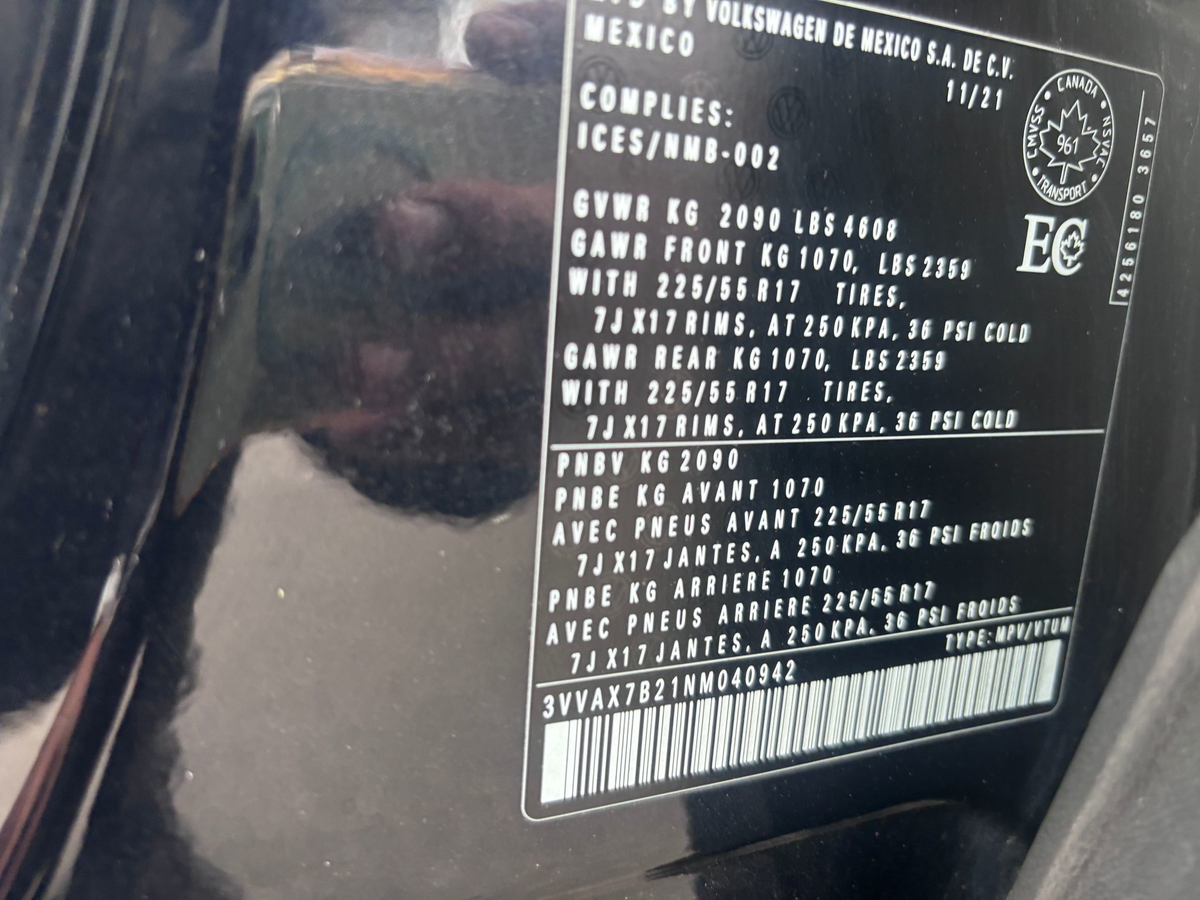 BY VOLKSWAGEN DE MEXICO S.A. DE C.V.
MEXICO
11/21
COMPLIES:
ICES/NMB-002
CANADA
CMVSS
NSVAC
961
TRANSPORT
EC
4256180 3657
GVWR KG 2090 LBS 4608
GAWR FRONT KG 1070, LBS 2359
WITH 225/55 R17 TIRES,
7J X17 RIMS, AT 250 KPA, 36 PSI COLD
GAWR REAR KG 1070, LBS 2359
WITH 225/55 R17 TIRES,
7J X17 RIMS, AT 250 KPA, 36 PSI COLD
PNBV KG 2090
PNBE KG AVANT 1070
AVEC PNEUS AVANT 225/55 R17
7J X17 JANTES, A 250 KPA, 36 PSI FROIDS
PNBE KG ARRIERE 1070
AVEC PNEUS ARRIERE 225/55 R17
7J X17 JANTES, A 250 KPA, 36 PSI FROIDS
TYPE: MPV/VTUM
3VVAX7B21NM040942